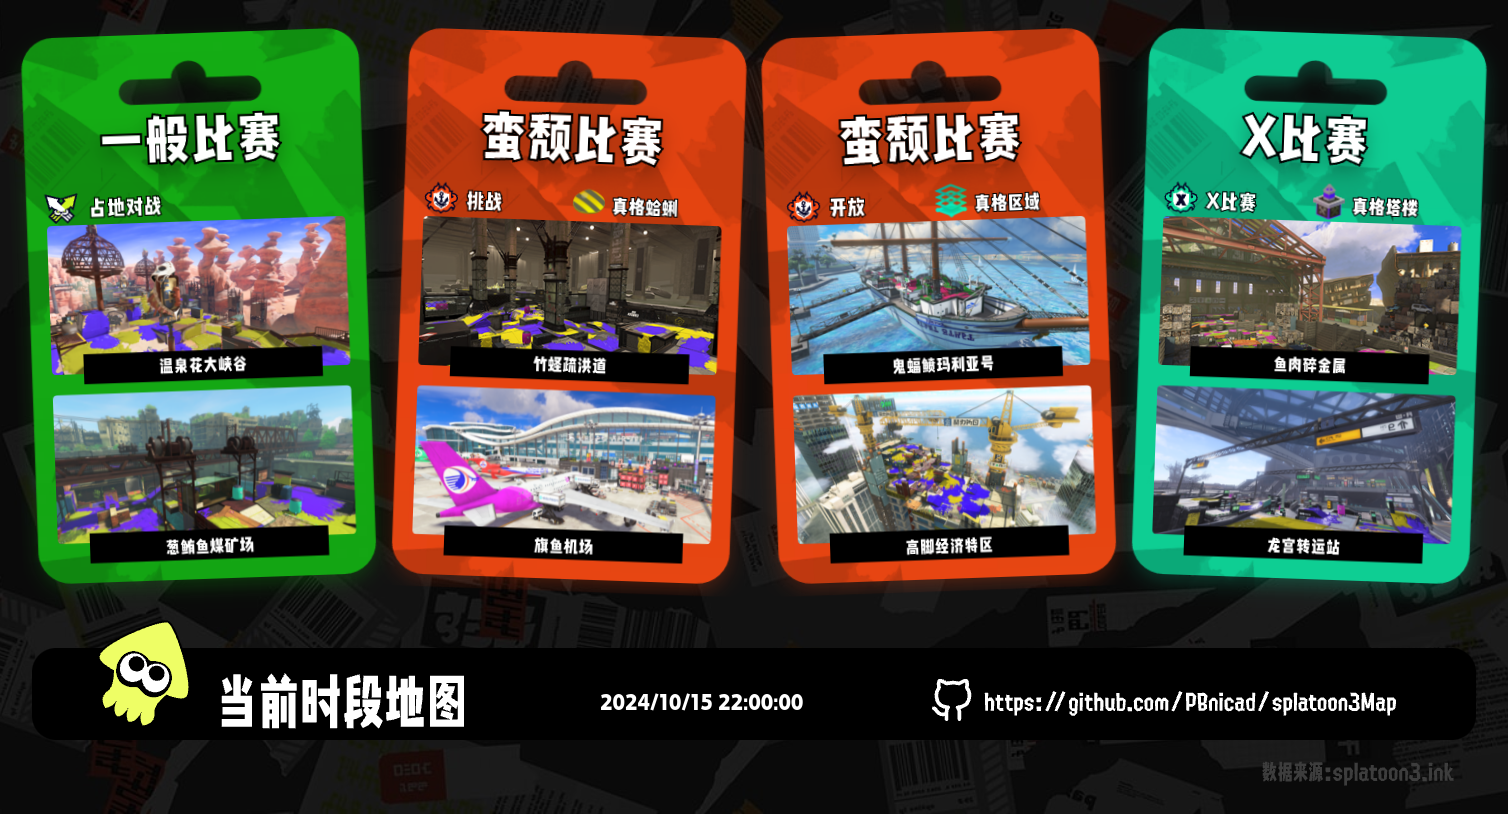 一般比赛
占地对战
温泉花大峡谷
葱鲔鱼煤矿场
蛮颓比赛
挑战
真格蛤蜊
竹蛏疏洪道
旗鱼机场
蛮颓比赛
开放
真格区域
鬼蝠鲼玛利亚号
高脚经济特区
X比赛
X比赛
真格塔楼
鱼肉碎金属
龙宫转运站
当前时段地图
2024/10/15 22:00:00
https://github.com/PBnicad/splatoon3Map
数据来源:splatoon3.ink